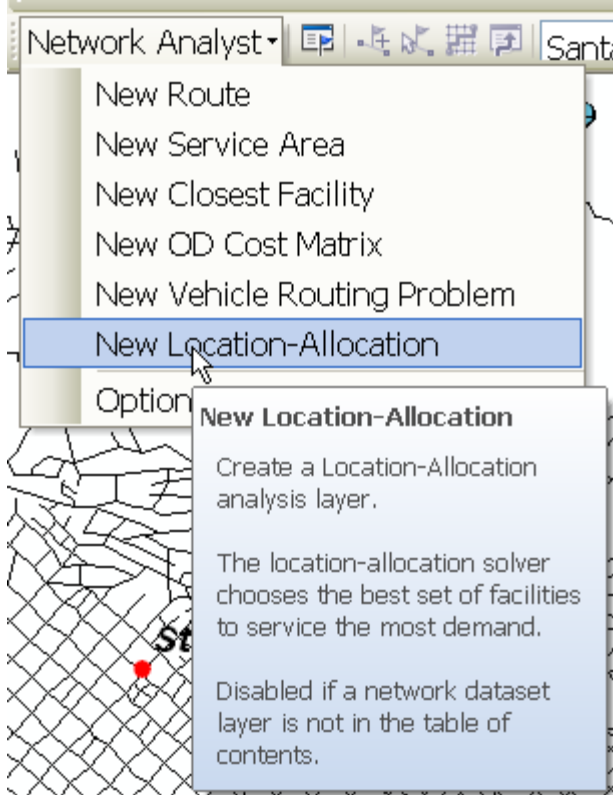 Network Analyst
Santa
New Route
New Service Area
New Closest Facility
New OD Cost Matrix
New Vehicle Routing Problem
New Location-Allocation
Option
New Location-Allocation
Create a Location-Allocation
analysis layer.
The location-allocation solver
chooses the best set of facilities
to service the most demand.
Disabled if a network dataset
layer is not in the table of
contents.
St